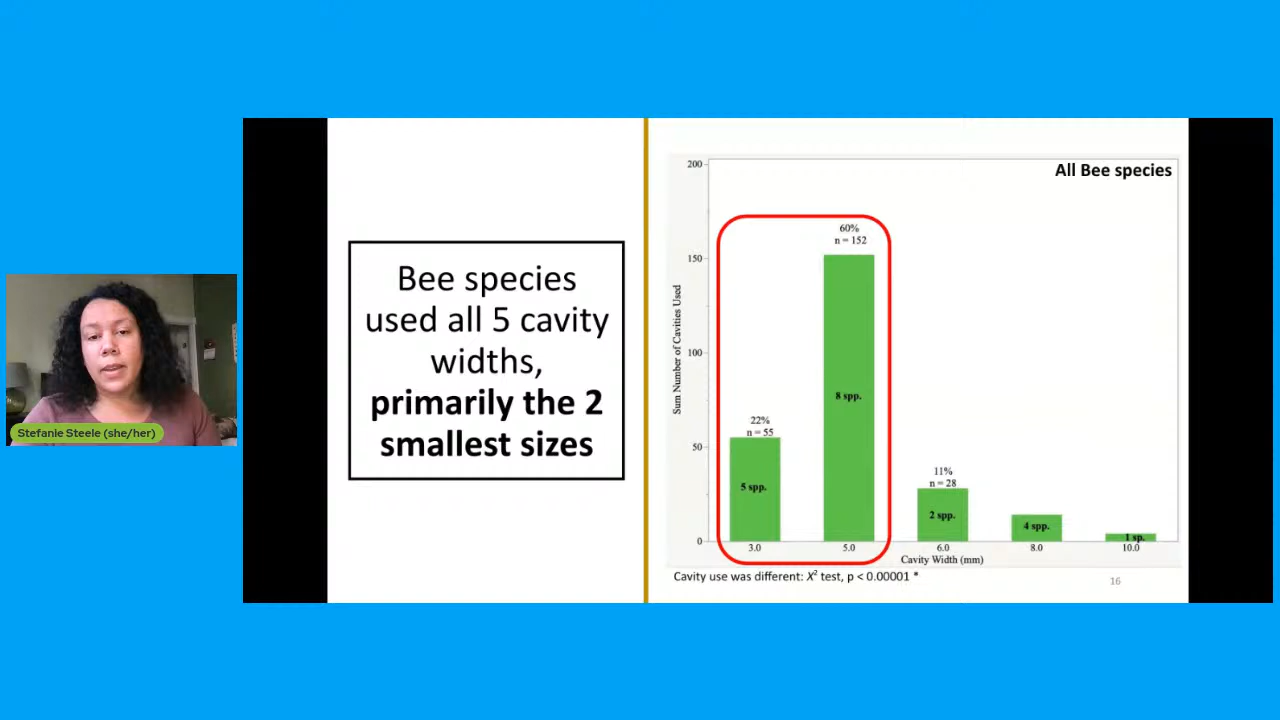 Stefanie Steele (she/her)
Bee species
used all 5 cavity
widths,
primarily the 2
smallest sizes
All Bee species
200
150
100
50
0
Sum Number of Cavities Used
60%
n = 152
22%
n = 55
11%
n = 28
5 spp.
8 spp.
2 spp.
4 spp.
1 sp.
3.0
5.0
6.0
8.0
10.0
Cavity Width (mm)
Cavity use was different: X² test, p < 0.00001 *
16